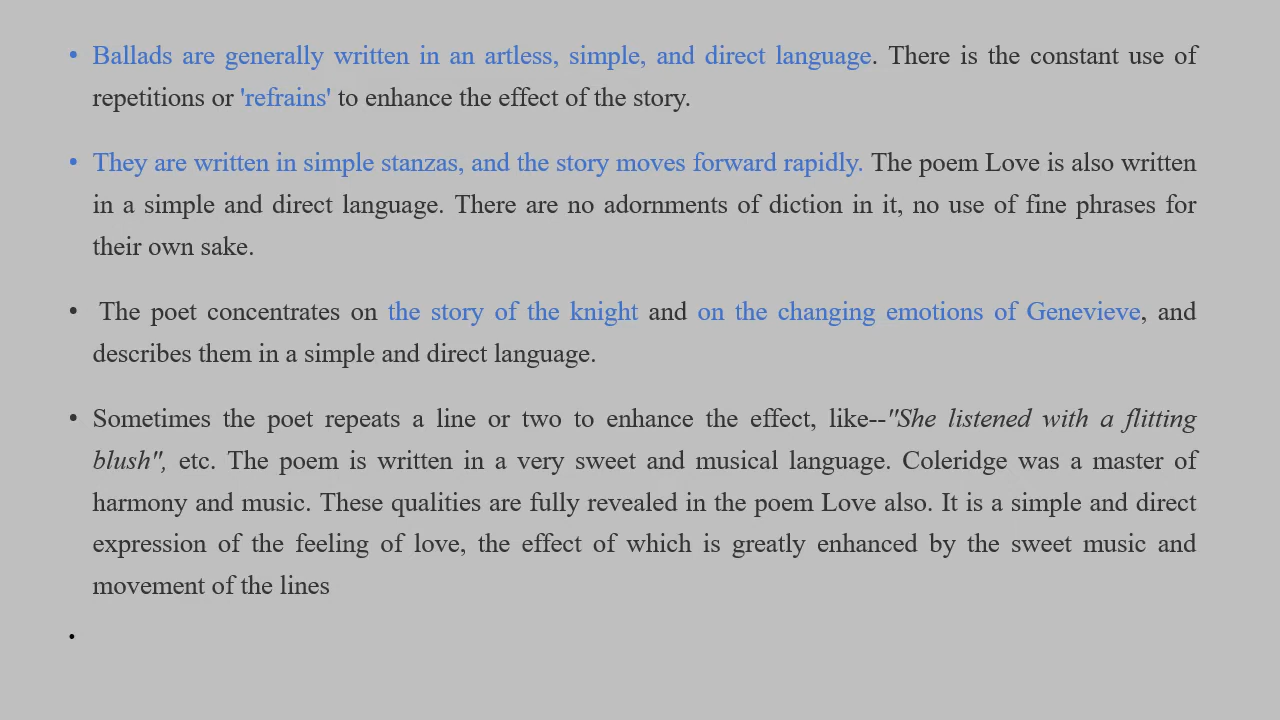 • Ballads are generally written in an artless, simple, and direct language. There is the constant use of
repetitions or 'refrains' to enhance the effect of the story.
• They are written in simple stanzas, and the story moves forward rapidly. The poem Love is also written
in a simple and direct language. There are no adornments of diction in it, no use of fine phrases for
their own sake.
• The poet concentrates on the story of the knight and on the changing emotions of Genevieve, and
describes them in a simple and direct language.
• Sometimes the poet repeats a line or two to enhance the effect, like--"She listened with a flitting
blush", etc. The poem is written in a very sweet and musical language. Coleridge was a master of
harmony and music. These qualities are fully revealed in the poem Love also. It is a simple and direct
expression of the feeling of love, the effect of which is greatly enhanced by the sweet music and
movement of the lines
•